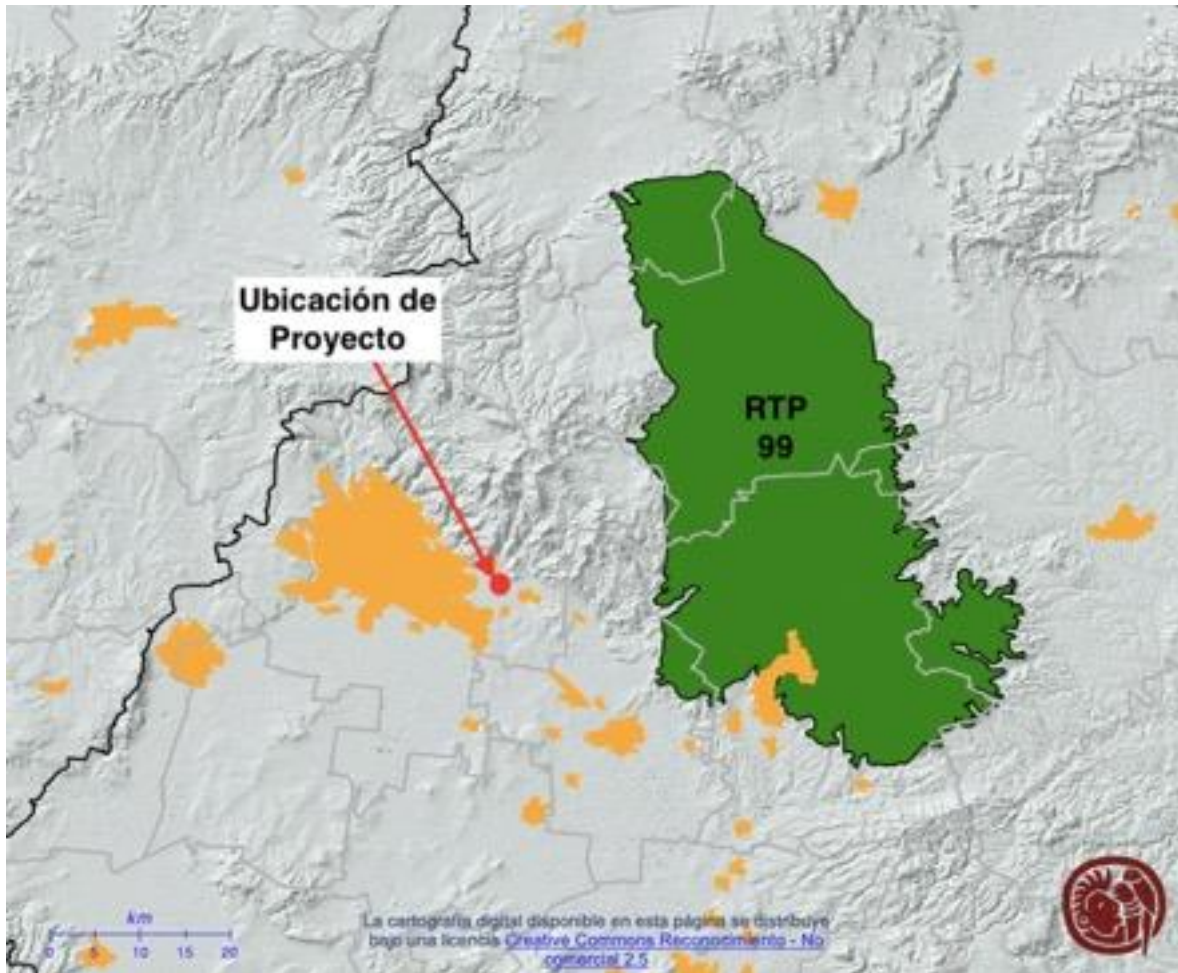 Ubicación de
Proyecto
RTP
99
km
0 5 10 15 20
La cartografía digital disponible en esta página se distribuye
bajo una licencia Creative Commons Reconocimiento - No
comercial 2.5